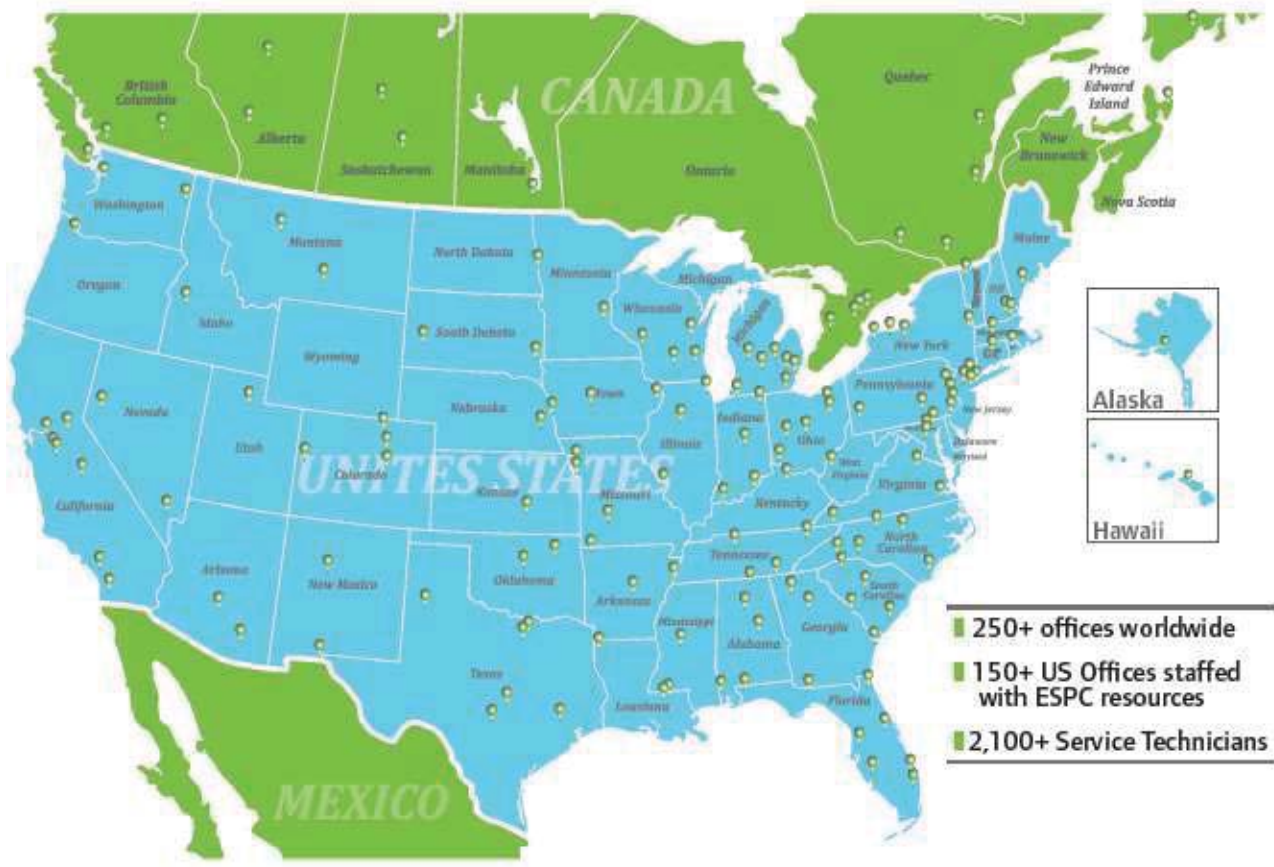 CANADA
Quebec
Prince
Edward
Island
British
Columbia
Alberta
Saskatchewan
Manitoba
Ontario
New
Brunswick
Nova Scotia
Washington
Montana
North Dakota
Minnesota
Michigan
Maine
Oregon
Idaho
South Dakota
Wisconsin
Michigan
Vermont
Wyoming
New York
Nevada
Utah
Nebraska
Iowa
Pennsylvania
New Jersey
Indiana
Ohio
Illinois
Delaware
Maryland
West
Virginia
UNITES STATES
Colorado
Kansas
Missouri
Kentucky
Virginia
California
Arizona
New Mexico
Oklahoma
Arkansas
Tennessee
North
Carolina
South
Carolina
Mississippi
Alabama
Georgia
Texas
Louisiana
Florida
MEXICO
Alaska
Hawaii
250+ offices worldwide
150+ US Offices staffed
with ESPC resources
2,100+ Service Technicians